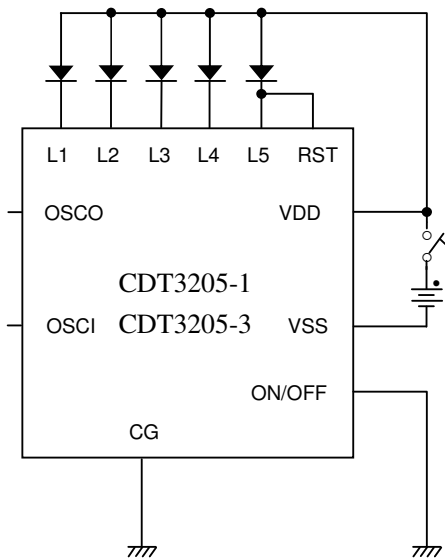 L1 L2 L3 L4 L5 RST
OSCO VDD
CDT3205-1
OSCI CDT3205-3 VSS
ON/OFF
CG